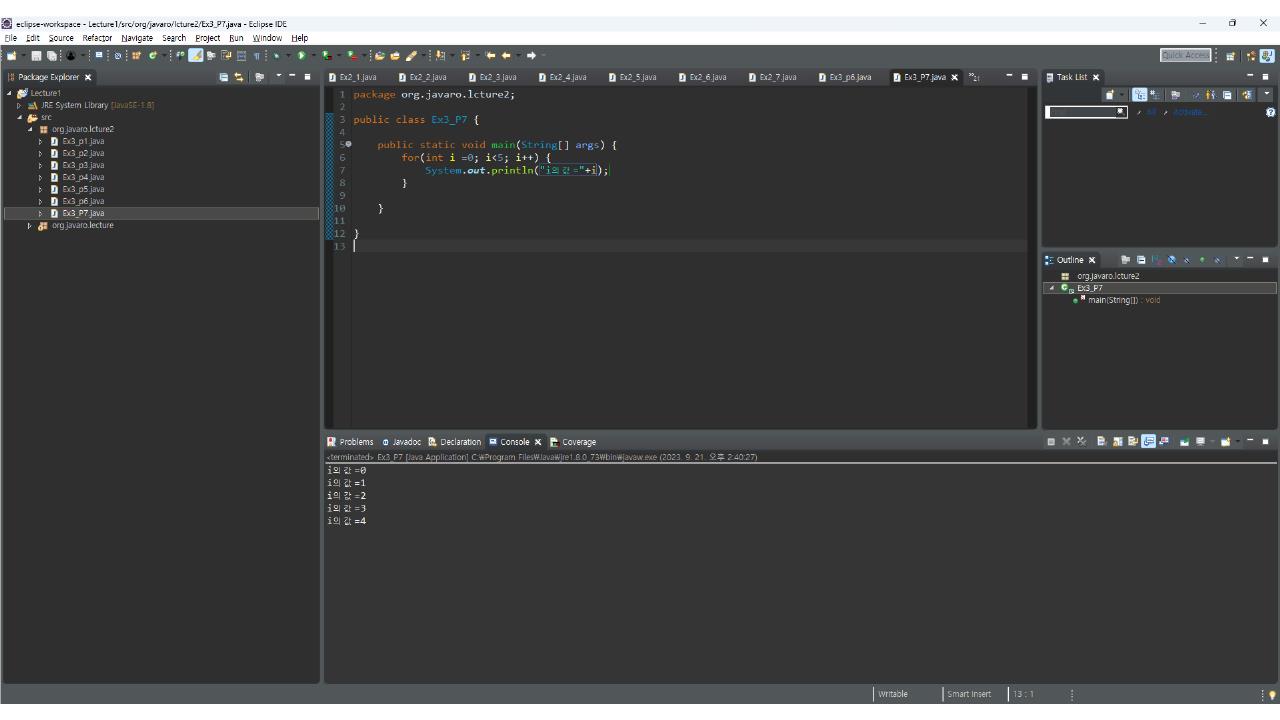 eclipse-workspace - Lecture1/src/org/javaro/lcture2/Ex3_P7.java - Eclipse IDE
File Edit Source Refactor Navigate Search Project Run Window Help
Quick Access
Package Explorer
Lecture1
JRE System Library [JavaSE-1.8]
src
org.javaro.lcture2
Ex3_p1.java
Ex3_p2.java
Ex3_p3.java
Ex3_p4.java
Ex3_p5.java
Ex3_p6.java
Ex3_P7.java
org.javaro.lecture
Ex2_1.java Ex2_2.java Ex2_3.java Ex2_4.java Ex2_5.java Ex2_6.java Ex2_7.java Ex3_p6.java Ex3_P7.java
1 package org.javaro.lcture2;
2
3 public class Ex3_P7 {
4
5 public static void main(String[] args) {
6 for(int i =0; i<5; i++) {
7 System.out.println("i의 값 ="+i);
8 }
9
10 }
11
12 }
13
Task List
All Activate...
Outline
org.javaro.lcture2
Ex3_P7
main(String[]) : void
Problems Javadoc Declaration Console Coverage
<terminated> Ex3_P7 [Java Application] C:₩Program Files₩Java₩jre1.8.0_73₩bin₩javaw.exe (2023. 9. 21. 오후 2:40:27)
i의 값 =0
i의 값 =1
i의 값 =2
i의 값 =3
i의 값 =4
Writable Smart Insert 13 : 1